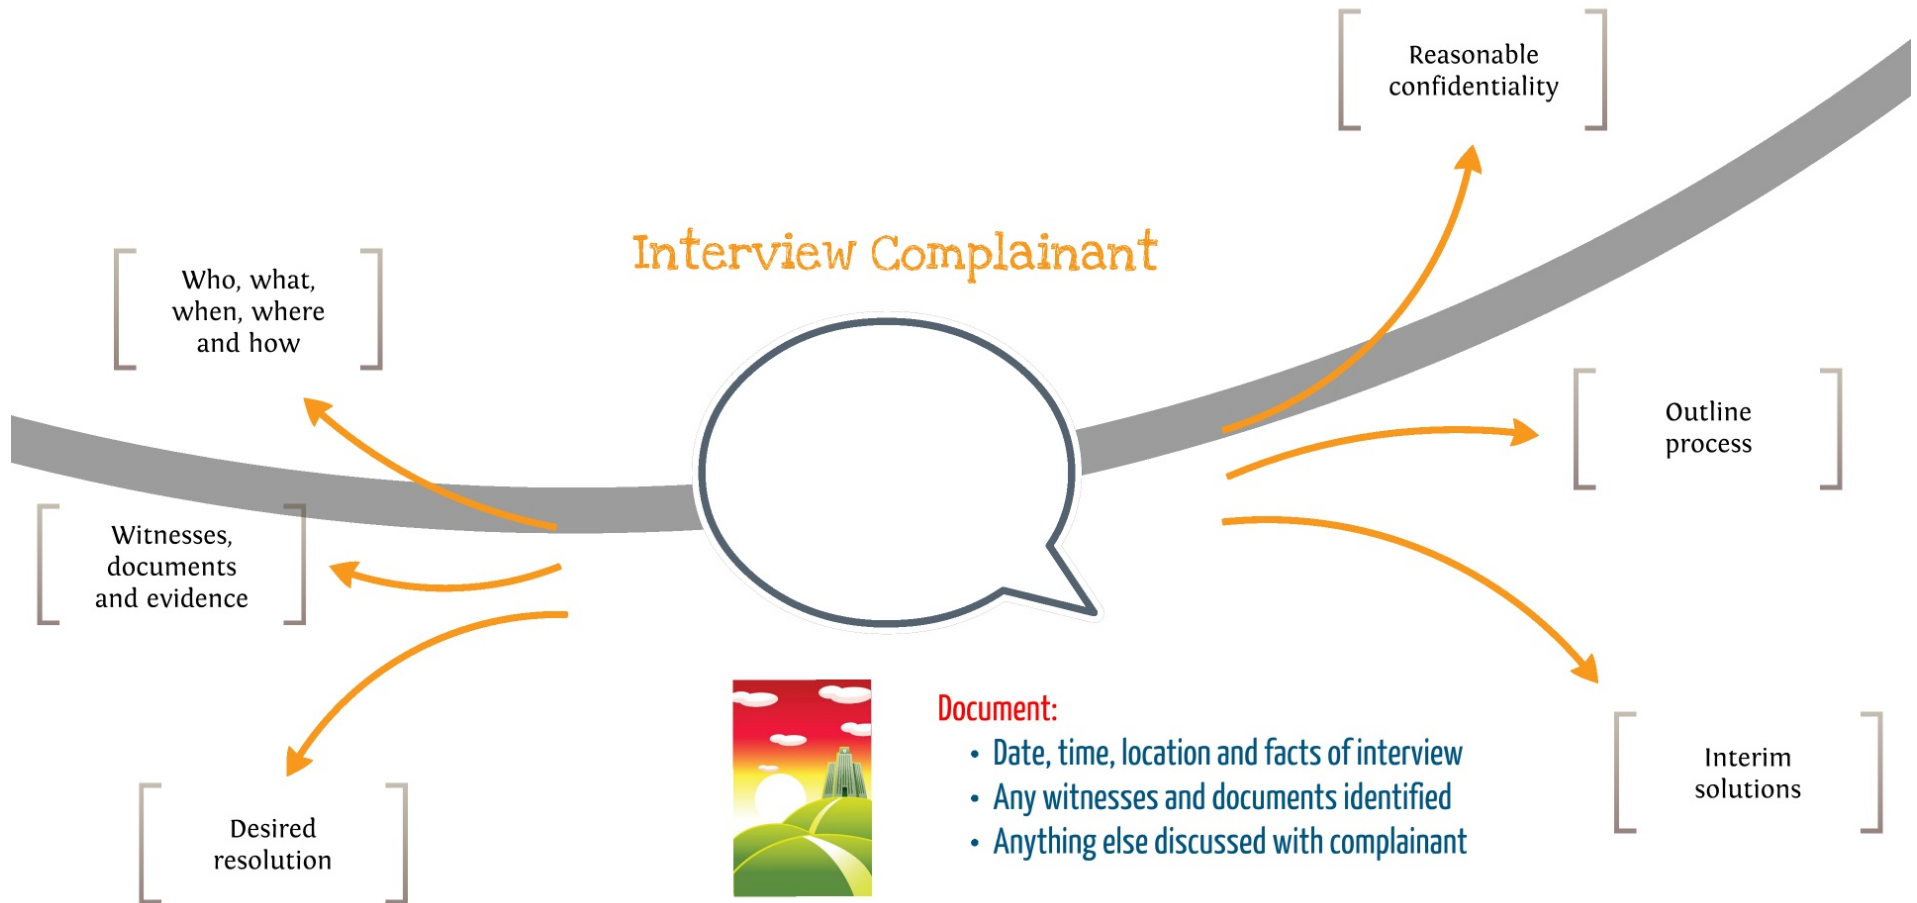 Reasonable
confidentiality
Interview Complainant
Who, what,
when, where
and how
Outline
process
Witnesses,
documents
and evidence
Document:
• Date, time, location and facts of interview
• Any witnesses and documents identified
• Anything else discussed with complainant
Interim
solutions
Desired
resolution